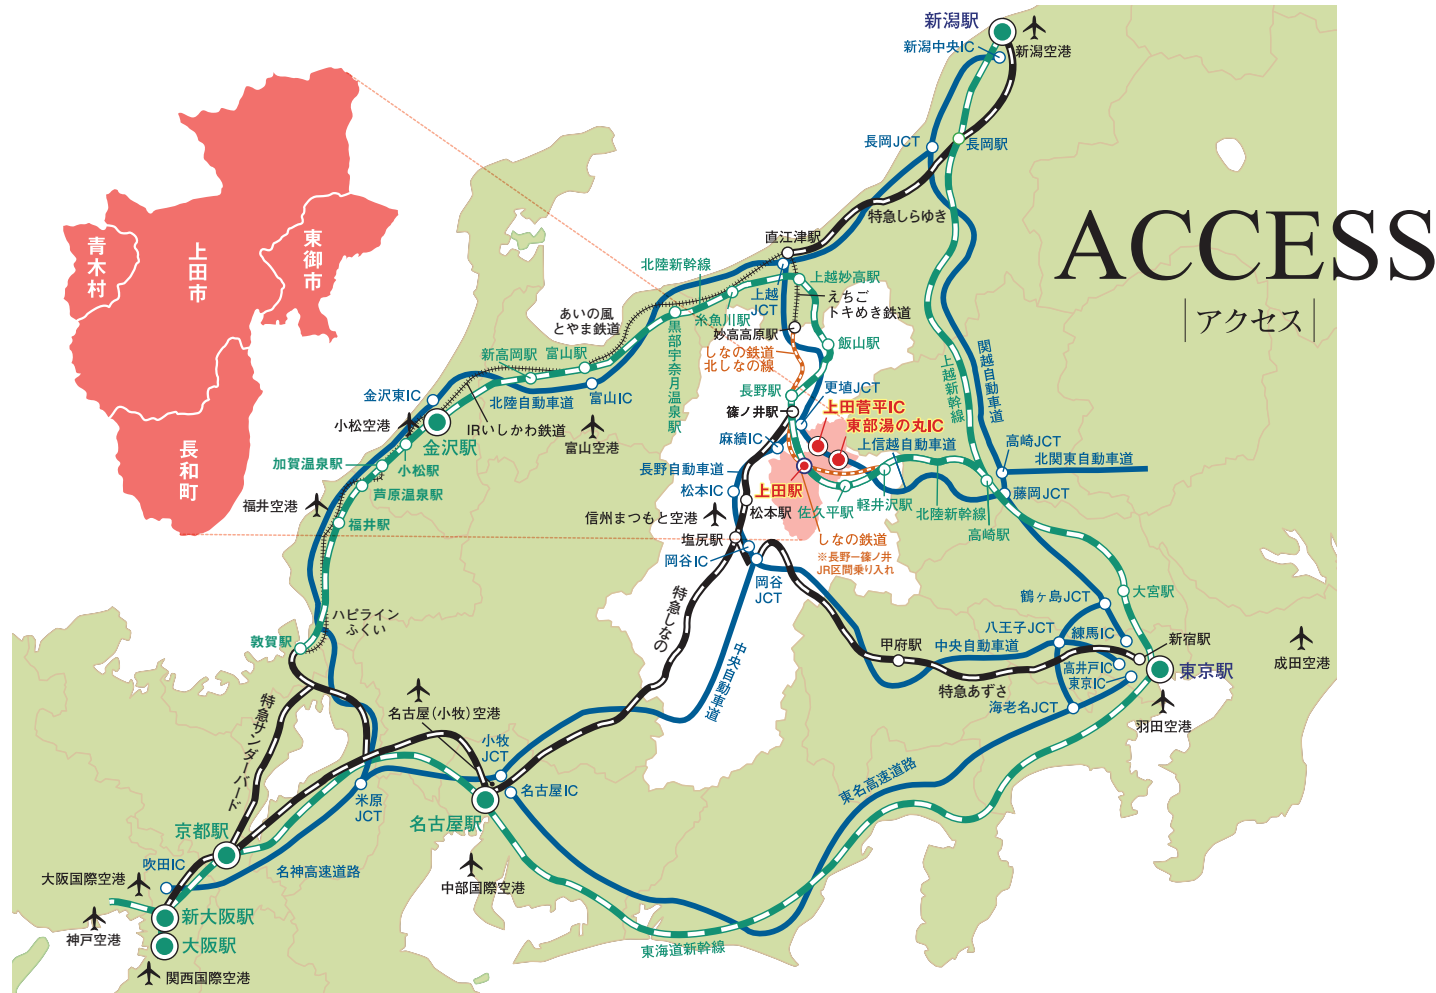 ACCESS
アクセス
青木村
上田市
東御市
長和町
新潟駅
新潟中央IC
新潟空港
長岡JCT
長岡駅
特急しらゆき
直江津駅
北陸新幹線
上越妙高駅
上越
JCT
えちご
トキめき鉄道
糸魚川駅
あいの風
とやま鉄道
黒部宇奈月温泉駅
妙高高原駅
しなの鉄道
北しなの線
飯山駅
新高岡駅
富山駅
富山IC
北陸自動車道
富山空港
金沢東IC
小松空港
金沢駅
IRいしかわ鉄道
長野駅
更埴JCT
篠ノ井駅
上田菅平IC
東部湯の丸IC
上信越自動車道
麻績IC
長野自動車道
松本IC
松本駅
上田駅
佐久平駅
軽井沢駅
北陸新幹線
上越新幹線
関越自動車道
高崎JCT
北関東自動車道
藤岡JCT
高崎駅
加賀温泉駅
小松駅
芦原温泉駅
福井空港
福井駅
信州まつもと空港
塩尻駅
岡谷IC
岡谷
JCT
しなの鉄道
※長野ー篠ノ井
JR区間乗り入れ
特急しなの
中央自動車道
ハピライン
ふくい
敦賀駅
大宮駅
鶴ヶ島JCT
八王子JCT
練馬IC
新宿駅
甲府駅
中央自動車道
高井戸IC
東京IC
東京駅
成田空港
特急あずさ
海老名JCT
羽田空港
特急サンダーバード
名古屋(小牧)空港
小牧
JCT
名古屋IC
名古屋駅
米原
JCT
京都駅
吹田IC
名神高速道路
大阪国際空港
新大阪駅
神戸空港
大阪駅
関西国際空港
中部国際空港
東名高速道路
東海道新幹線